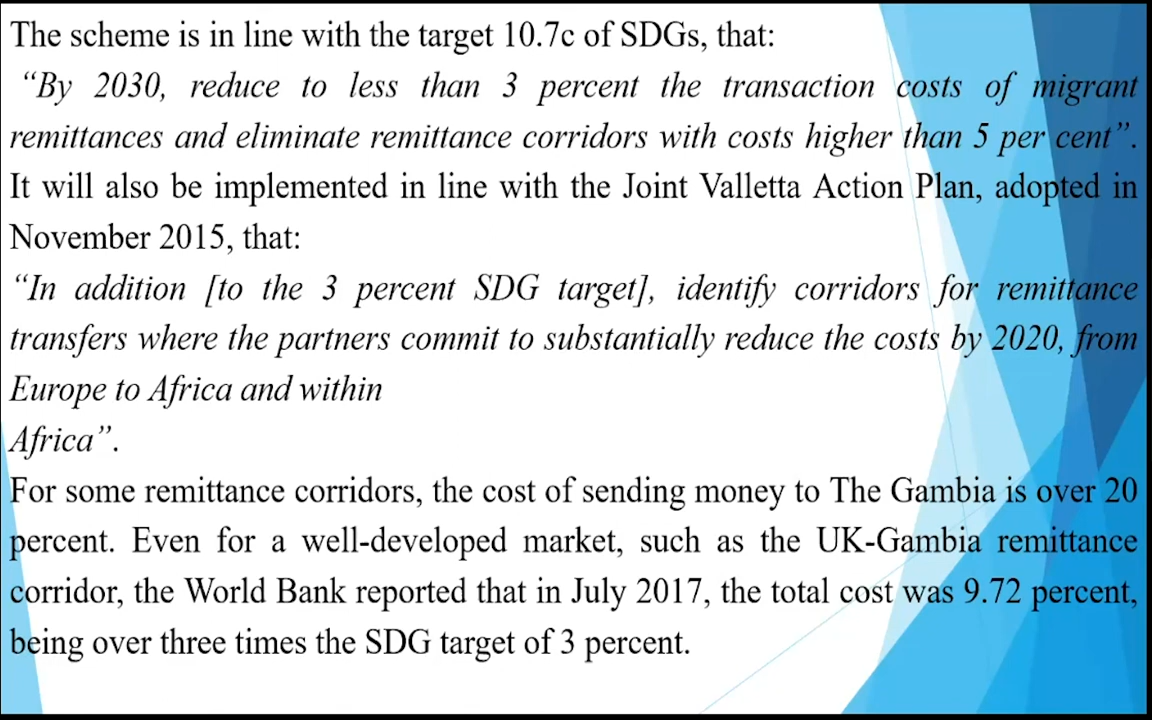 The scheme is in line with the target 10.7c of SDGs, that:
“By 2030, reduce to less than 3 percent the transaction costs of migrant
remittances and eliminate remittance corridors with costs higher than 5 per cent”.
It will also be implemented in line with the Joint Valletta Action Plan, adopted in
November 2015, that:
“In addition [to the 3 percent SDG target], identify corridors for remittance
transfers where the partners commit to substantially reduce the costs by 2020, from
Europe to Africa and within
Africa”.
For some remittance corridors, the cost of sending money to The Gambia is over 20
percent. Even for a well-developed market, such as the UK-Gambia remittance
corridor, the World Bank reported that in July 2017, the total cost was 9.72 percent,
being over three times the SDG target of 3 percent.